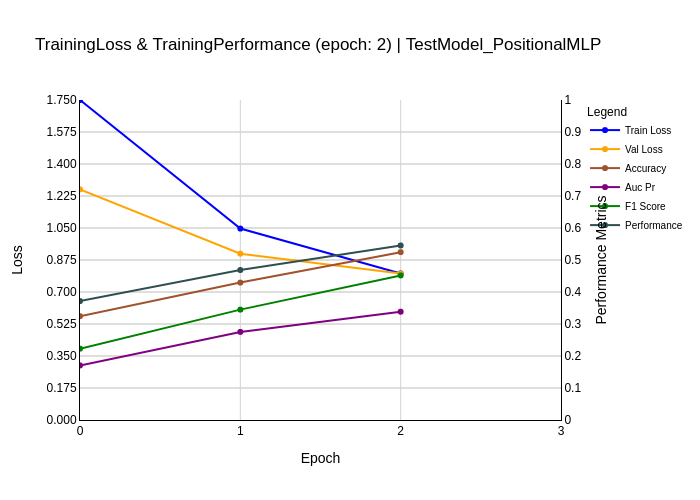 TrainingLoss & TrainingPerformance (epoch: 2) | TestModel_PositionalMLP
1.750
1.575
1.400
1.225
1.050
0.875
0.700
0.525
0.350
0.175
0.000
Loss
0
1
2
3
Epoch
1
0.9
0.8
0.7
0.6
0.5
0.4
0.3
0.2
0.1
0
Performance Metrics
Legend
Train Loss
Val Loss
Accuracy
Auc Pr
F1 Score
Performance